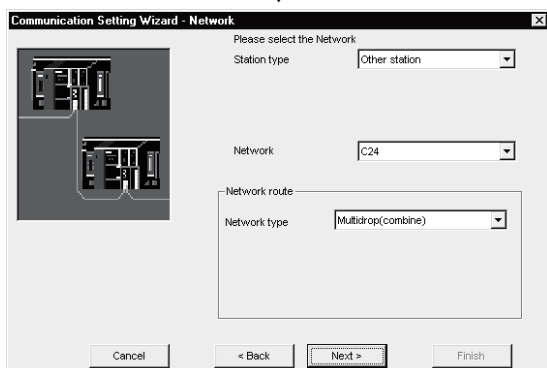 Communication Setting Wizard - Network
Please select the Network
Station type Other station
Network C24
Network route
Network type Multidrop(combine)
Cancel < Back Next > Finish